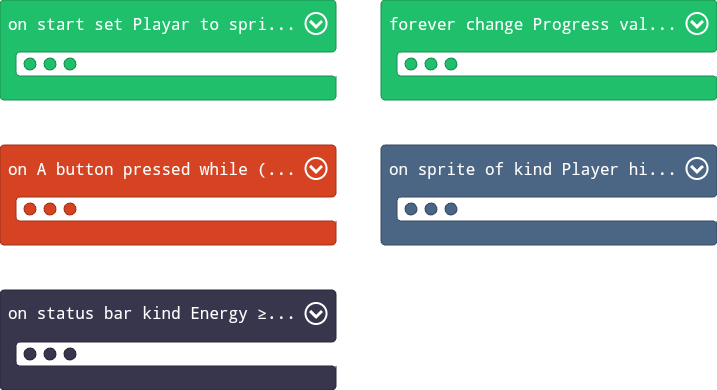 on start set Playar to spri...
forever change Progress val...
on A button pressed while (...
on sprite of kind Player hi...
on status bar kind Energy ≥...